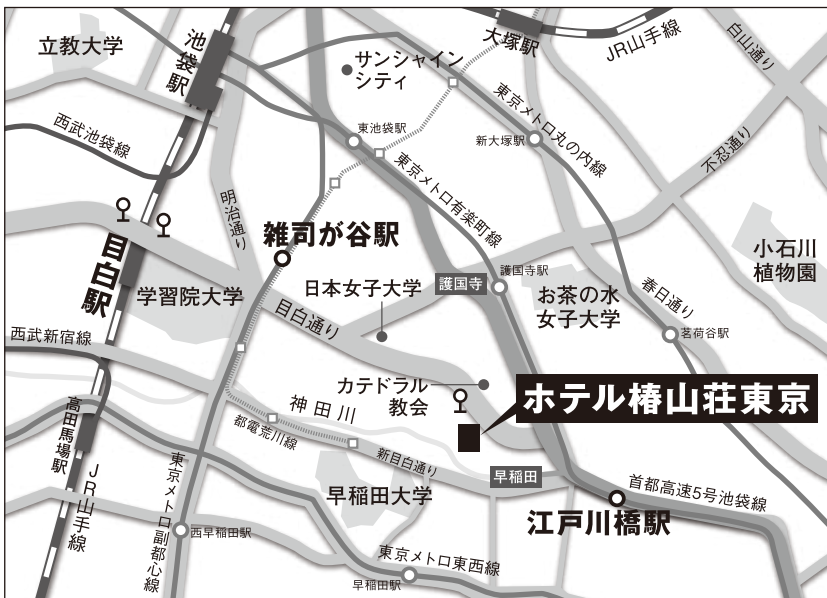 立教大学
池袋駅
サンシャイン
シティ
大塚駅
JR山手線
白山通り
西武池袋線
東池袋駅
東京メトロ丸の内線
新大塚駅
不忍通り
明治通り
東京メトロ有楽町線
目白駅
雑司が谷駅
学習院大学
日本女子大学
目白通り
護国寺
護国寺駅
お茶の水
女子大学
小石川
植物園
春日通り
茗荷谷駅
西武新宿線
カテドラル
教会
ホテル椿山荘東京
神田川
都電荒川線
新目白通り
高田馬場駅
JR山手線
早稲田大学
早稲田
首都高速5号池袋線
江戸川橋駅
東京メトロ副都心線
西早稲田駅
東京メトロ東西線
早稲田駅